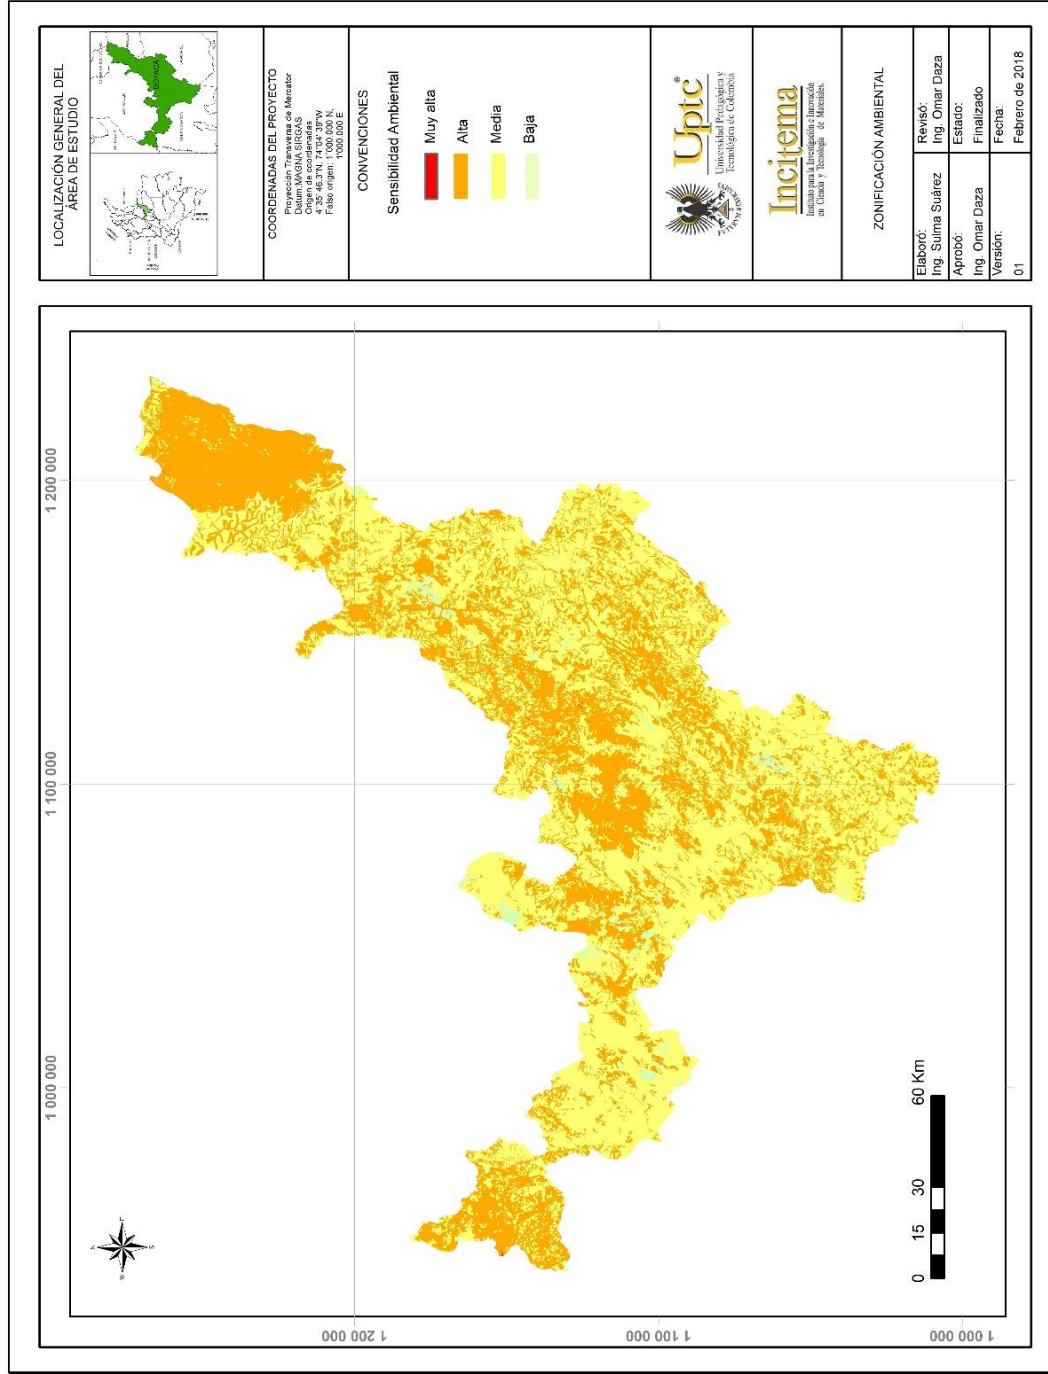 LOCALIZACIÓN GENERAL DEL
ÁREA DE ESTUDIO
BOYACÁ
CORDENADAS DEL PROYECTO
Proyección Transversa de Mercator
Datum:MAGNA SIRGAS
Origen de coordenadas
4°35' 46.3"N, 74°04' 39"W
Falso origen: 1'000 000 N,
1'000 000 E
CONVENCIONES
Sensibilidad Ambiental
Muy alta
Alta
Media
Baja
Uptc®
Universidad Pedagógica y
Tecnológica de Colombia
Incitema
Instituto para la Investigación e Innovación
en Ciencia y Tecnología de Materiales.
ZONIFICACIÓN AMBIENTAL
Elaboró:
Ing. Sulma Suárez
Revisó:
Ing. Omar Daza
Aprobó:
Ing. Omar Daza
Estado:
Finalizado
Versión:
01
Fecha:
Febrero de 2018
1 000 000
1 100 000
1 200 000
1 200 000
1 100 000
1 000 000
N
W
E
S
0 15 30 60 Km